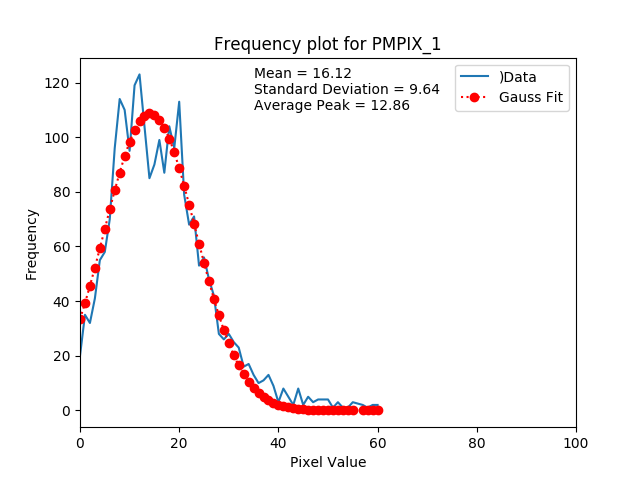 Frequency plot for PMPIX_1
Mean = 16.12
Standard Deviation = 9.64
Average Peak = 12.86
)Data
Gauss Fit
Frequency
120
100
80
60
40
20
0
0 20 40 60 80 100
Pixel Value